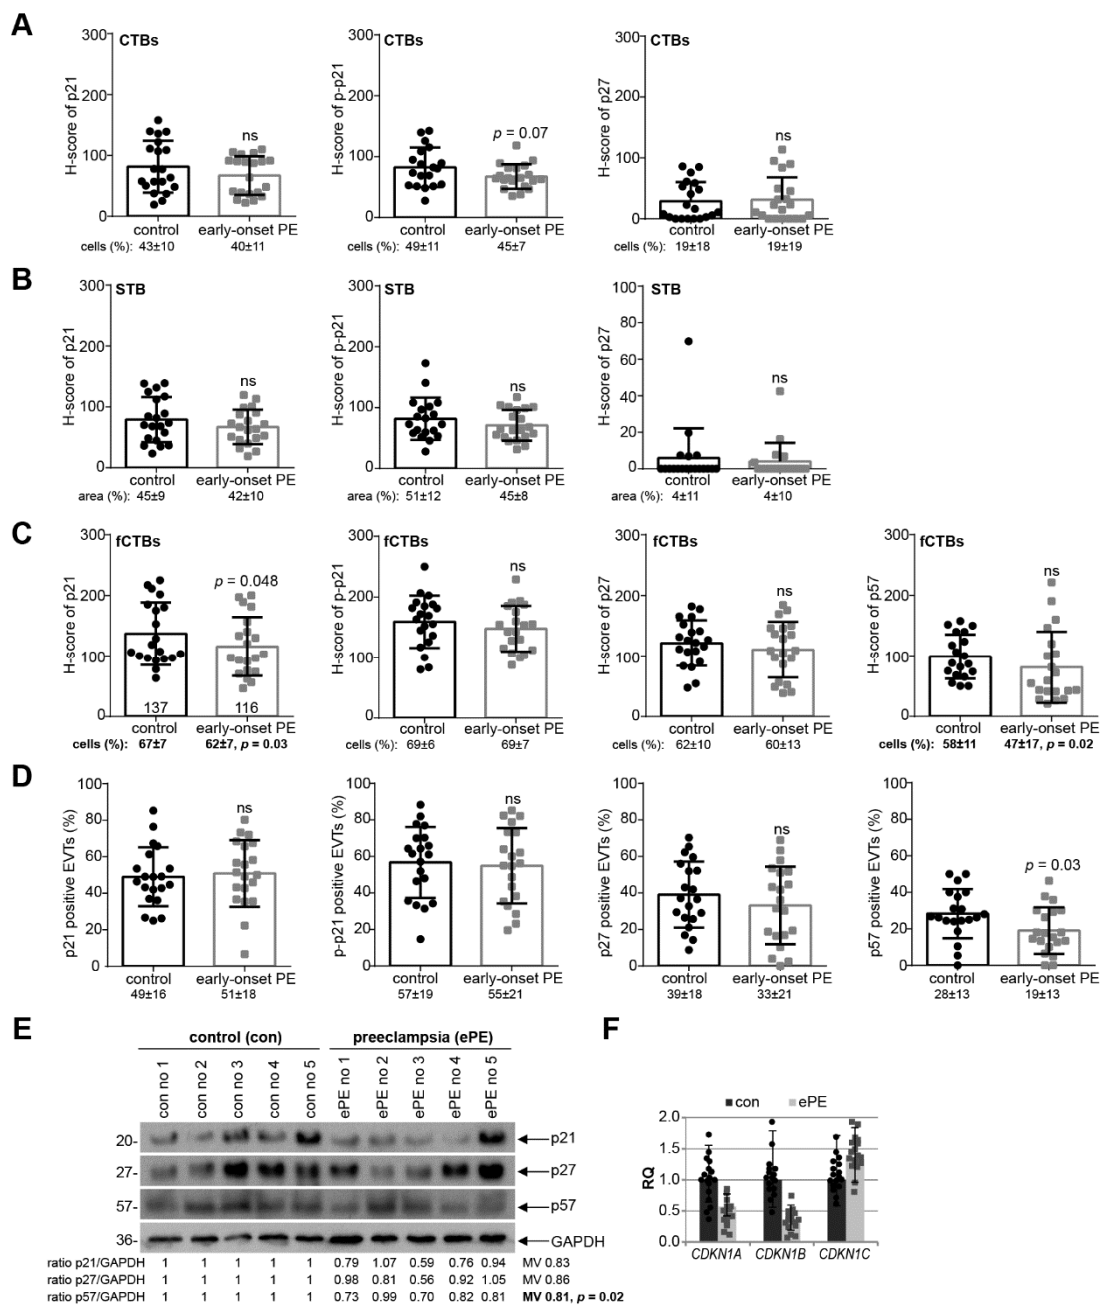 A
CTBs
H-score of p21
300
200
100
0
ns
control
early-onset PE
cells (%): 43±10 40±11
CTBs
H-score of p-p21
300
200
100
0
p = 0.07
control
early-onset PE
cells (%): 49±11 45±7
CTBs
H-score of p27
300
200
100
0
ns
control
early-onset PE
cells (%): 19±18 19±19
B
STB
H-score of p21
300
200
100
0
ns
control
early-onset PE
area (%): 45±9 42±10
STB
H-score of p-p21
300
200
100
0
ns
control
early-onset PE
area (%): 51±12 45±8
STB
H-score of p27
100
80
60
40
20
0
ns
control
early-onset PE
area (%): 4±11 4±10
C
fCTBs
H-score of p21
300
200
100
0
p = 0.048
137 116
control
early-onset PE
cells (%): 67±7 62±7, p = 0.03
fCTBs
H-score of p-p21
300
200
100
0
ns
control
early-onset PE
cells (%): 69±6 69±7
fCTBs
H-score of p27
300
200
100
0
ns
control
early-onset PE
cells (%): 62±10 60±13
fCTBs
H-score of p57
300
200
100
0
ns
control
early-onset PE
cells (%): 58±11 47±17, p = 0.02
D
p21 positive EVTs (%)
100
80
60
40
20
0
ns
control
early-onset PE
49±16 51±18
p-p21 positive EVTs (%)
100
80
60
40
20
0
ns
control
early-onset PE
57±19 55±21
p27 positive EVTs (%)
100
80
60
40
20
0
ns
control
early-onset PE
39±18 33±21
p57 positive EVTs (%)
100
80
60
40
20
0
p = 0.03
control
early-onset PE
28±13 19±13
E
control (con) preeclampsia (ePE)
con no 1 con no 2 con no 3 con no 4 con no 5 ePE no 1 ePE no 2 ePE no 3 ePE no 4 ePE no 5
20- p21
27- p27
57- p57
36- GAPDH
ratio p21/GAPDH 1 1 1 1 1 0.79 1.07 0.59 0.76 0.94 MV 0.83
ratio p27/GAPDH 1 1 1 1 1 0.98 0.81 0.56 0.92 1.05 MV 0.86
ratio p57/GAPDH 1 1 1 1 1 0.73 0.99 0.70 0.82 0.81 MV 0.81, p = 0.02
F
con ePE
RQ
2.0
1.5
1.0
0.5
0.0
CDKN1A CDKN1B CDKN1C